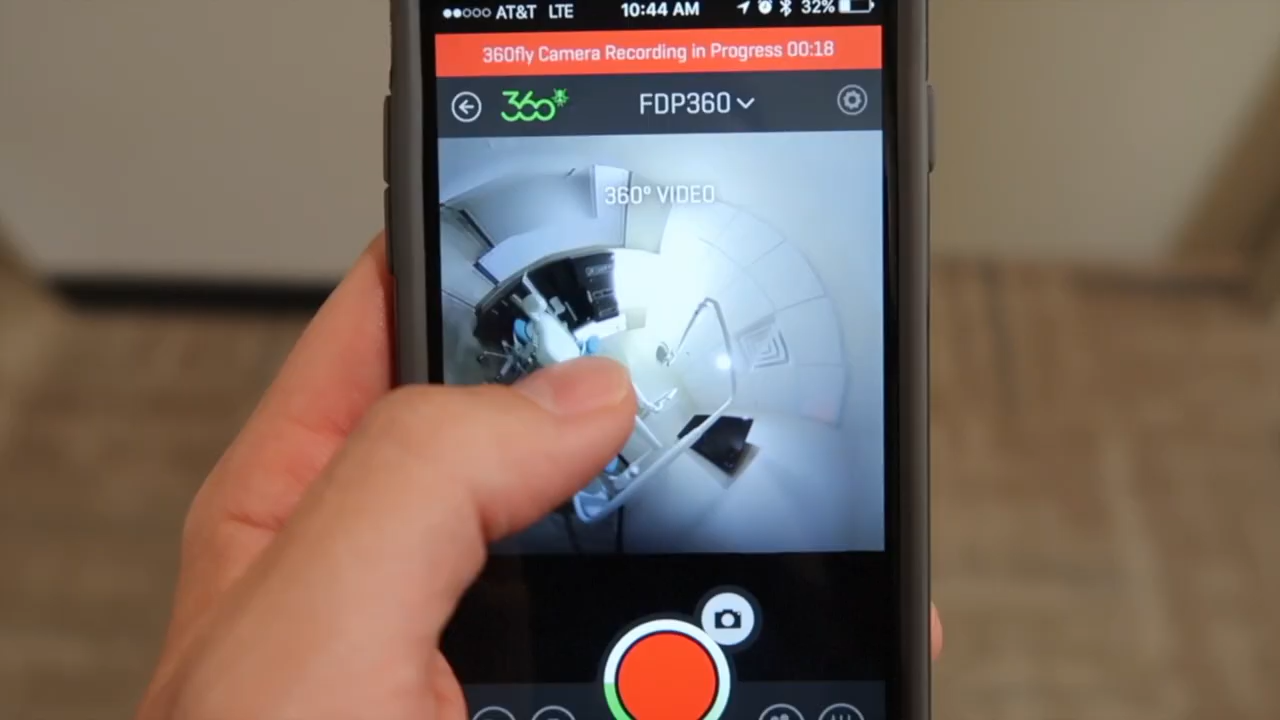 AT&T LTE 10:44 AM 32%
360fly Camera Recording in Progress 00:18
360 FDP360
360° VIDEO